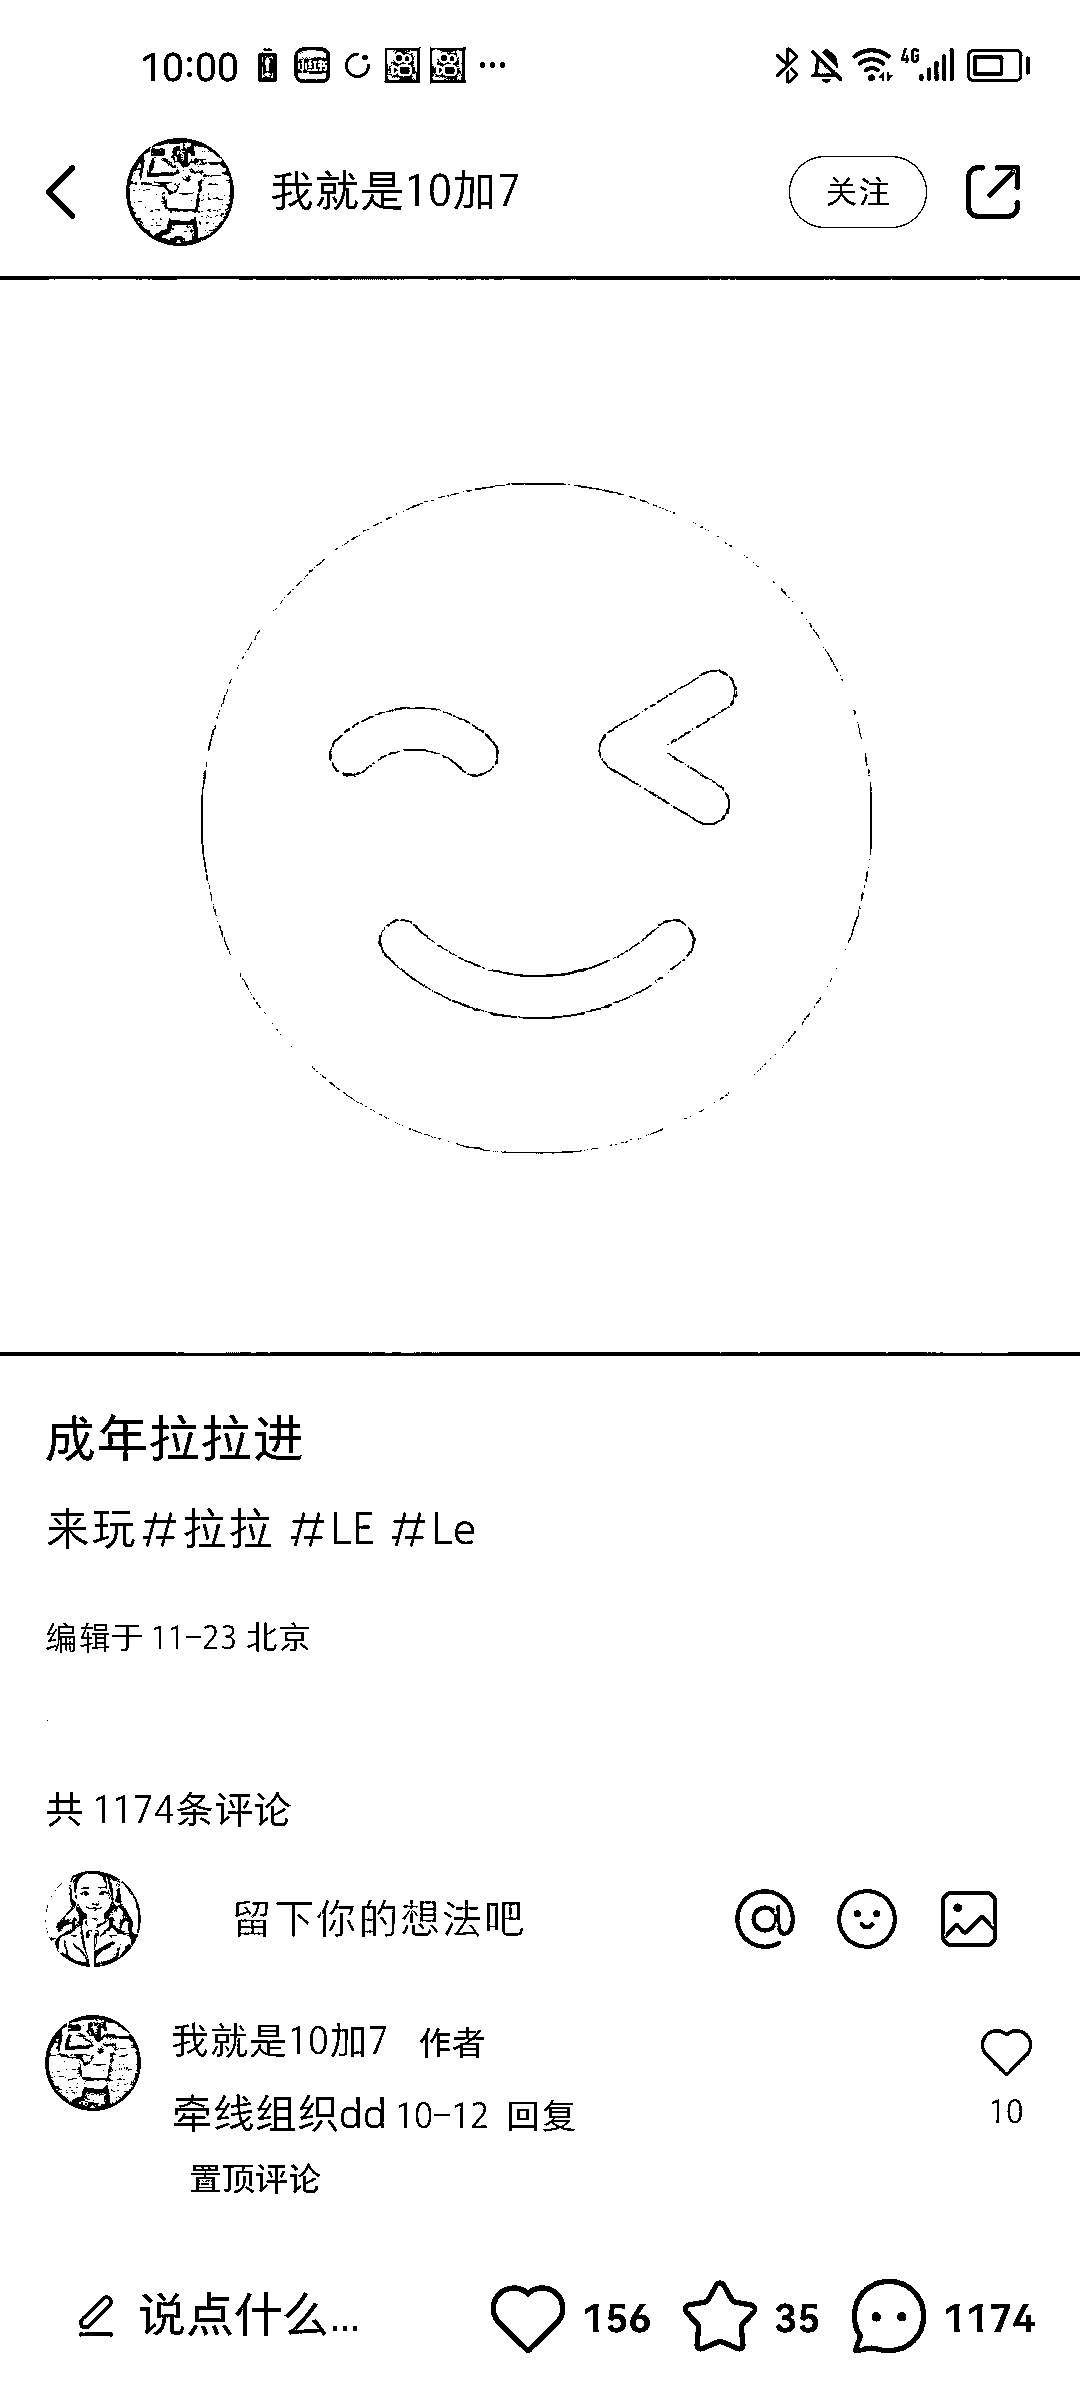 10:00
4G
我就是10加7
关注
成年拉拉进
来玩#拉拉 #LE #Le
编辑于 11-23 北京
共 1174条评论
留下你的想法吧
我就是10加7 作者
牵线组织dd 10-12 回复
10
置顶评论
说点什么...
156
35
1174